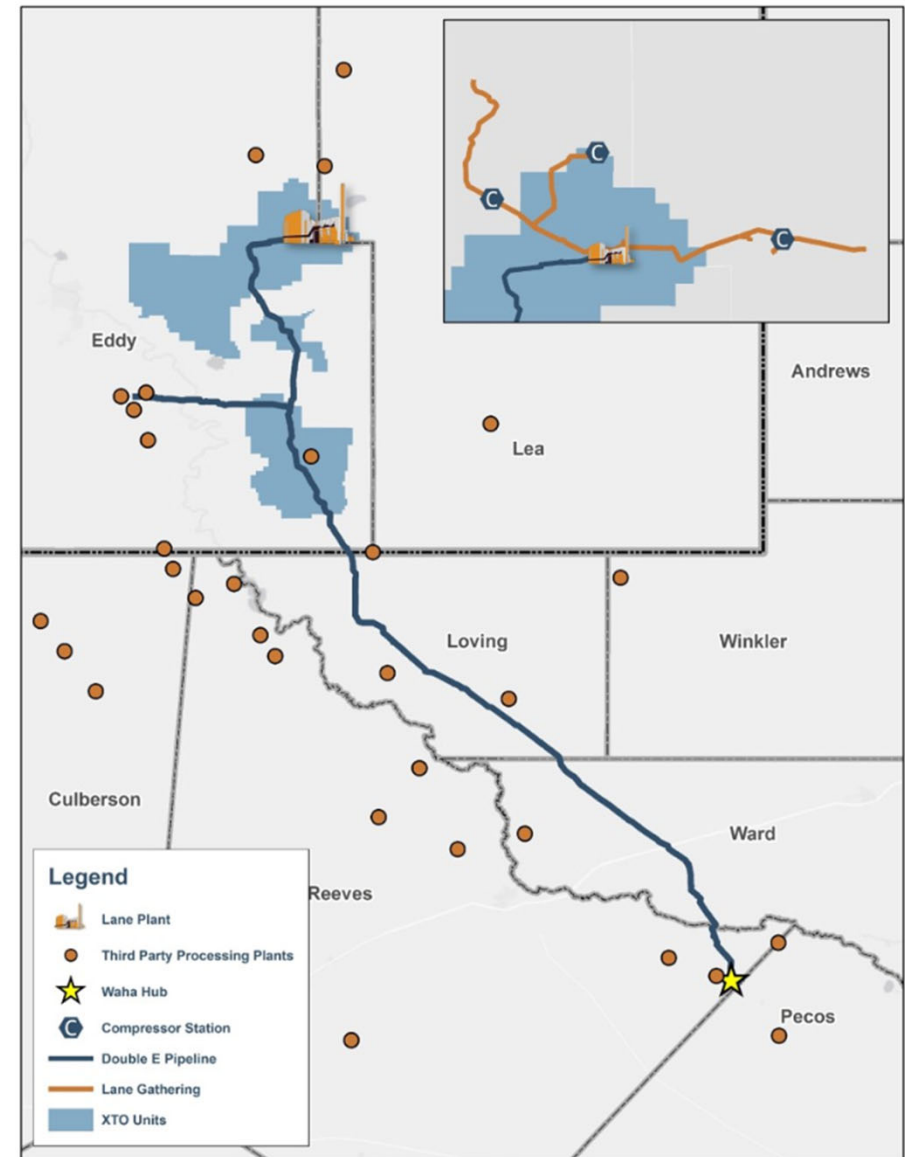 C
C
C
Eddy
Andrews
Lea
Loving
Winkler
Culberson
Ward
Reeves
Pecos
Legend
Lane Plant
Third Party Processing Plants
Waha Hub
C Compressor Station
Double E Pipeline
Lane Gathering
XTO Units